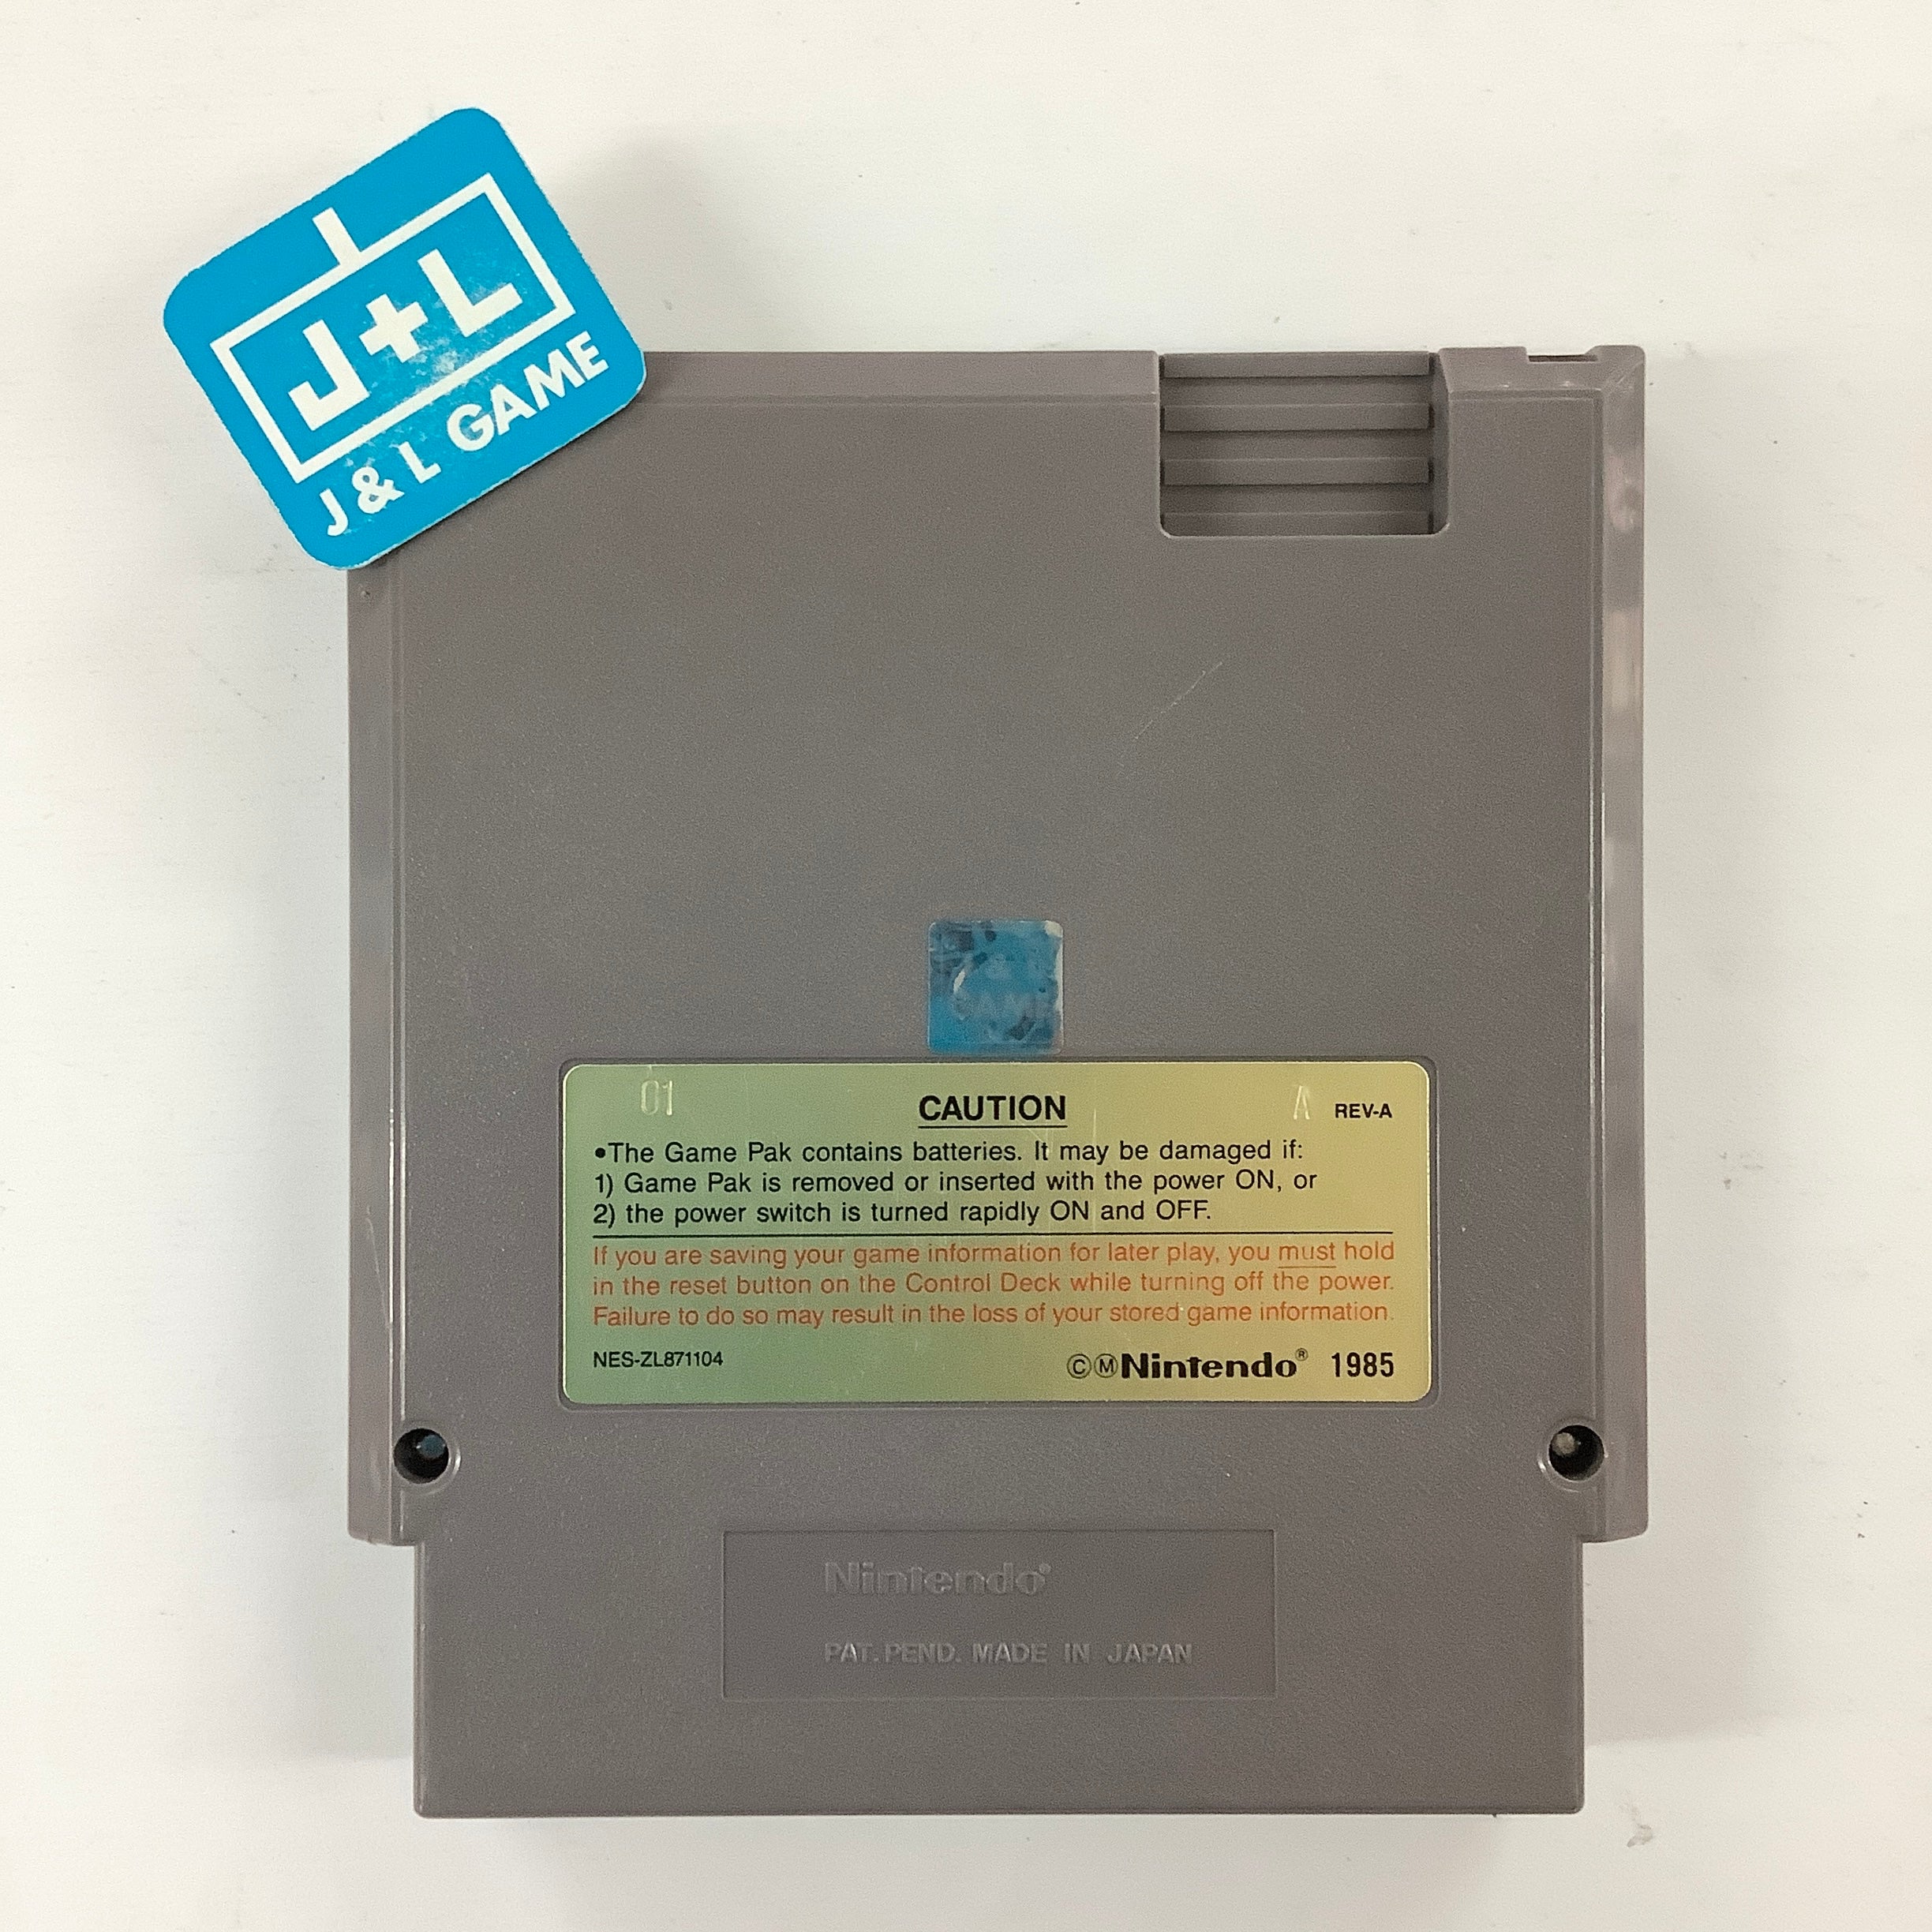 J+L
J & L GAME
J & L
GAME
01
A
CAUTION
REV-A
•The Game Pak contains batteries. It may be damaged if:
1) Game Pak is removed or inserted with the power ON, or
2) the power switch is turned rapidly ON and OFF.
If you are saving your game information for later play, you must hold
in the reset button on the Control Deck while turning off the power.
Failure to do so may result in the loss of your stored game information.
NES-ZL871104
©ⓂNintendo® 1985
Nintendo®
PAT. PEND. MADE IN JAPAN